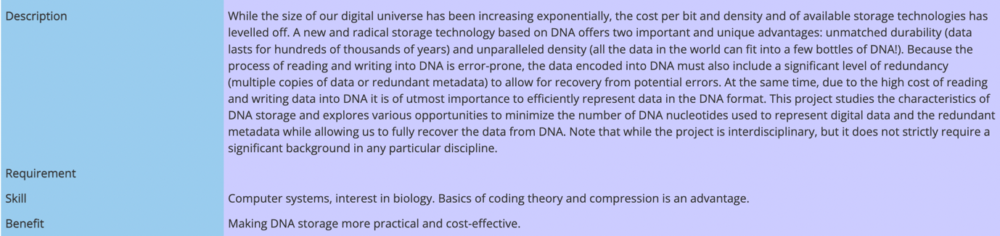 Description
While the size of our digital universe has been increasing exponentially, the cost per bit and density and of available storage technologies has
levelled off. A new and radical storage technology based on DNA offers two important and unique advantages: unmatched durability (data
lasts for hundreds of thousands of years) and unparalleled density (all the data in the world can fit into a few bottles of DNA!). Because the
process of reading and writing into DNA is error-prone, the data encoded into DNA must also include a significant level of redundancy
(multiple copies of data or redundant metadata) to allow for recovery from potential errors. At the same time, due to the high cost of reading
and writing data into DNA it is of utmost importance to efficiently represent data in the DNA format. This project studies the characteristics of
DNA storage and explores various opportunities to minimize the number of DNA nucleotides used to represent digital data and the redundant
metadata while allowing us to fully recover the data from DNA. Note that while the project is interdisciplinary, but it does not strictly require a
significant background in any particular discipline.
Requirement
Skill
Computer systems, interest in biology. Basics of coding theory and compression is an advantage.
Benefit
Making DNA storage more practical and cost-effective.